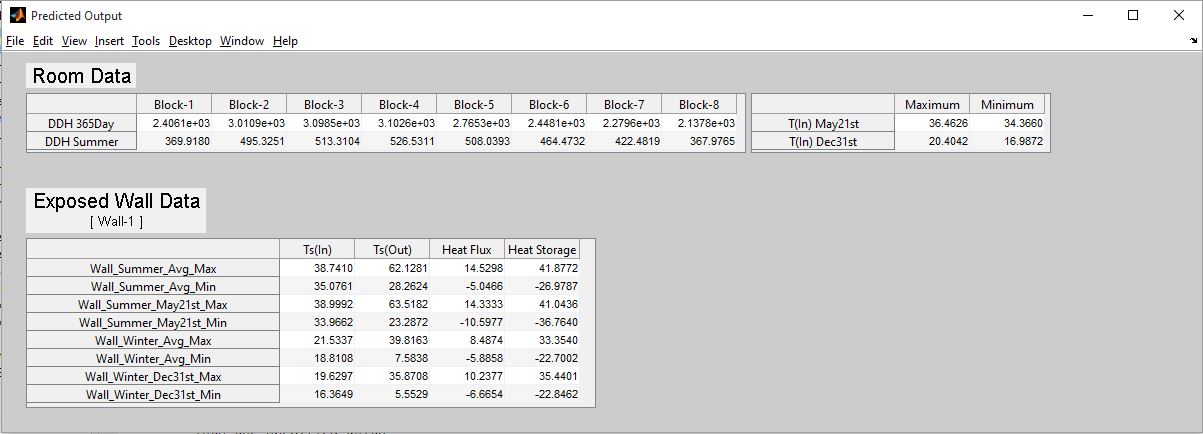 Predicted Output
File Edit View Insert Tools Desktop Window Help
Room Data
Block-1 Block-2 Block-3 Block-4 Block-5 Block-6 Block-7 Block-8 Maximum Minimum
DDH 365Day 2.4061e+03 3.0109e+03 3.0985e+03 3.1026e+03 2.7653e+03 2.4481e+03 2.2796e+03 2.1378e+03 T(In) May21st 36.4626 34.3660
DDH Summer 369.9180 495.3251 513.3104 526.5311 508.0393 464.4732 422.4819 367.9765 T(In) Dec31st 20.4042 16.9872
Exposed Wall Data
[ Wall-1 ]
Ts(In) Ts(Out) Heat Flux Heat Storage
Wall_Summer_Avg_Max 38.7410 62.1281 14.5298 41.8772
Wall_Summer_Avg_Min 35.0761 28.2624 -5.0466 -26.9787
Wall_Summer_May21st_Max 38.9992 63.5182 14.3333 41.0436
Wall_Summer_May21st_Min 33.9662 23.2872 -10.5977 -36.7640
Wall_Winter_Avg_Max 21.5337 39.8163 8.4874 33.3540
Wall_Winter_Avg_Min 18.8108 7.5838 -5.8858 -22.7002
Wall_Winter_Dec31st_Max 19.6297 35.8708 10.2377 35.4401
Wall_Winter_Dec31st_Min 16.3649 5.5529 -6.6654 -22.8462